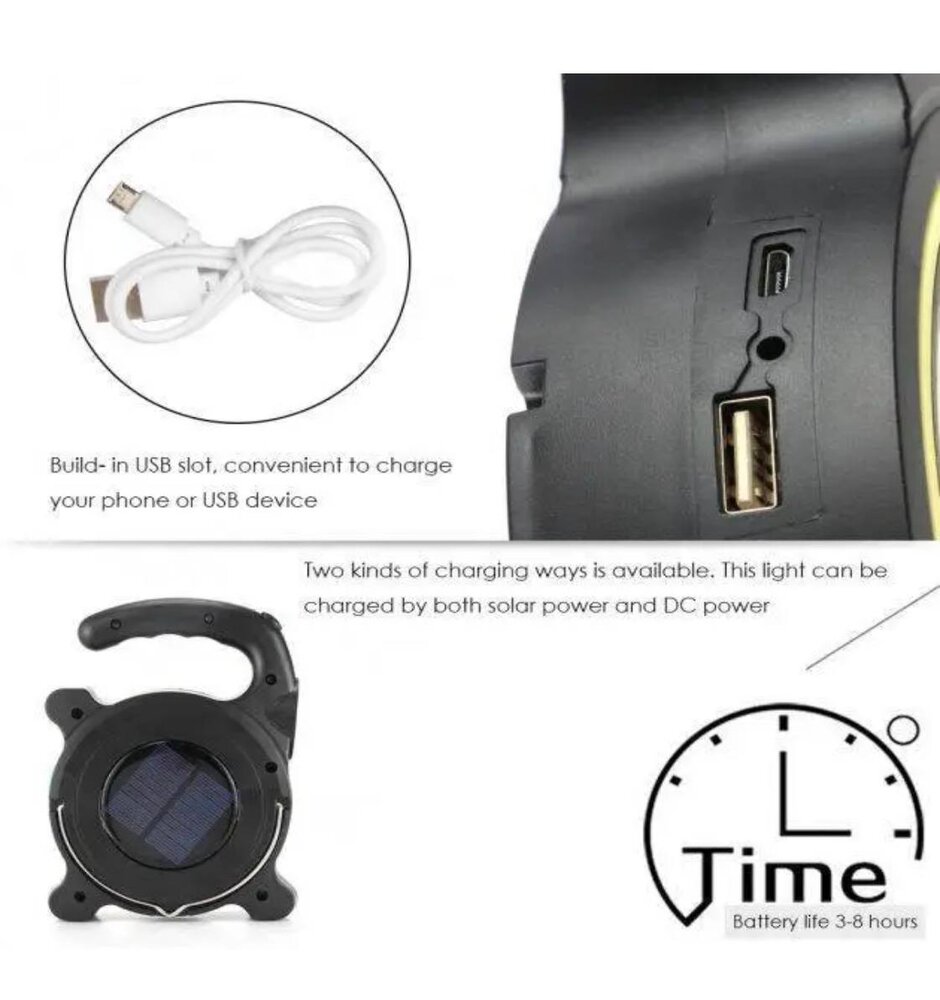 Build- in USB slot, convenient to charge
your phone or USB device
Two kinds of charging ways is available. This light can be
charged by both solar power and DC power
Time
Battery life 3-8 hours